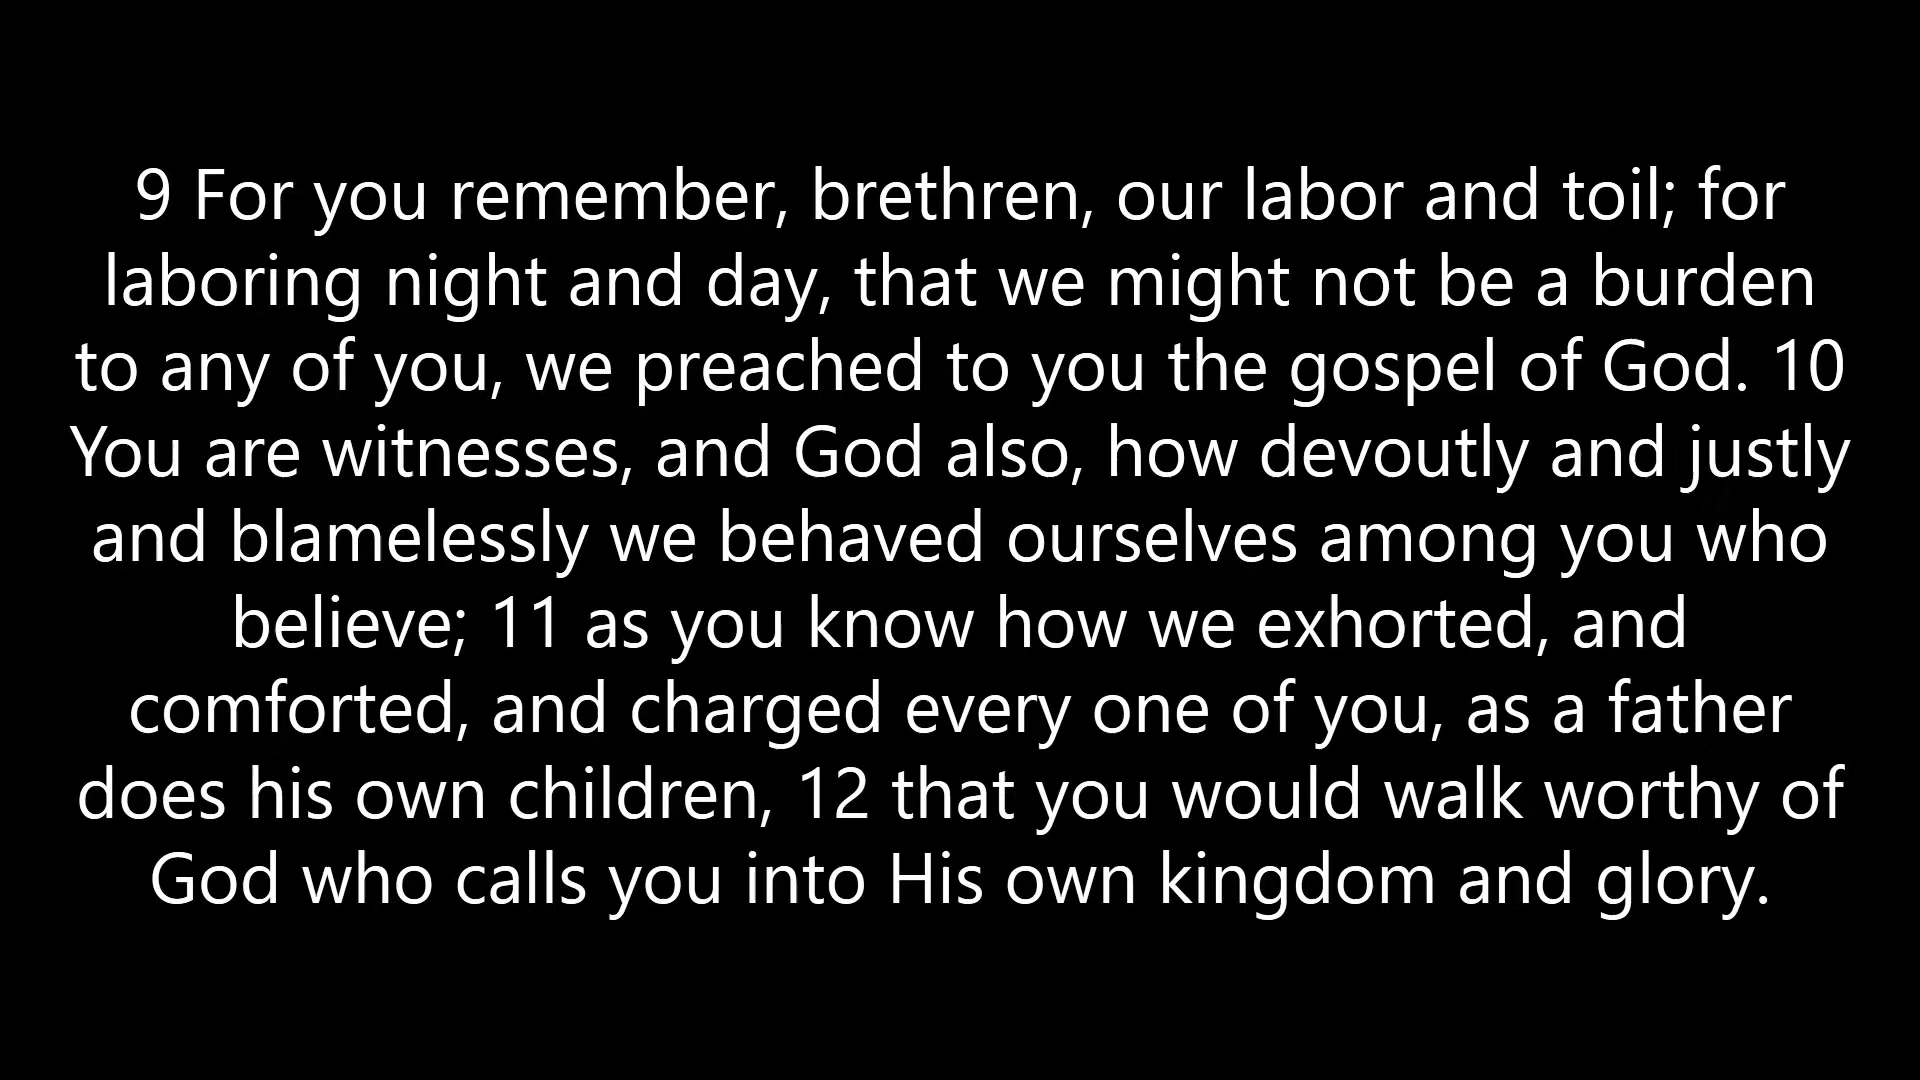 9 For you remember, brethren, our labor and toil; for
laboring night and day, that we might not be a burden
to any of you, we preached to you the gospel of God. 10
You are witnesses, and God also, how devoutly and justly
and blamelessly we behaved ourselves among you who
believe; 11 as you know how we exhorted, and
comforted, and charged every one of you, as a father
does his own children, 12 that you would walk worthy of
God who calls you into His own kingdom and glory.